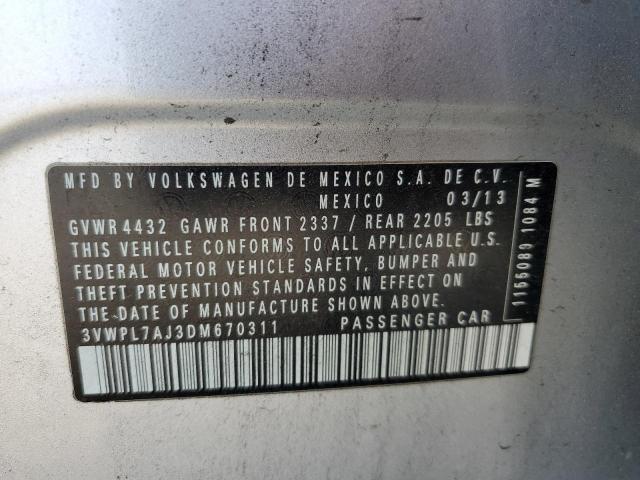 MFD BY VOLKSWAGEN DE MEXICO S.A. DE C.V.
MEXICO 03/13
GVWR 4432 GAWR FRONT 2337 / REAR 2205 LBS
THIS VEHICLE CONFORMS TO ALL APPLICABLE U.S.
FEDERAL MOTOR VEHICLE SAFETY, BUMPER AND
THEFT PREVENTION STANDARDS IN EFFECT ON
THE DATE OF MANUFACTURE SHOWN ABOVE.
3VWPL7AJ3DM670311 PASSENGER CAR
1155089 1084 M